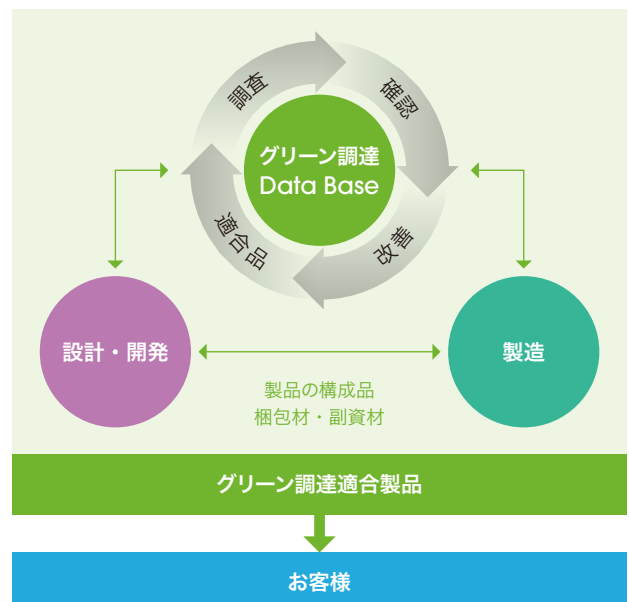 調査
確認
グリーン調達
Data Base
適合品
改善
設計・開発
製造
製品の構成品
梱包材・副資材
グリーン調達適合製品
お客様